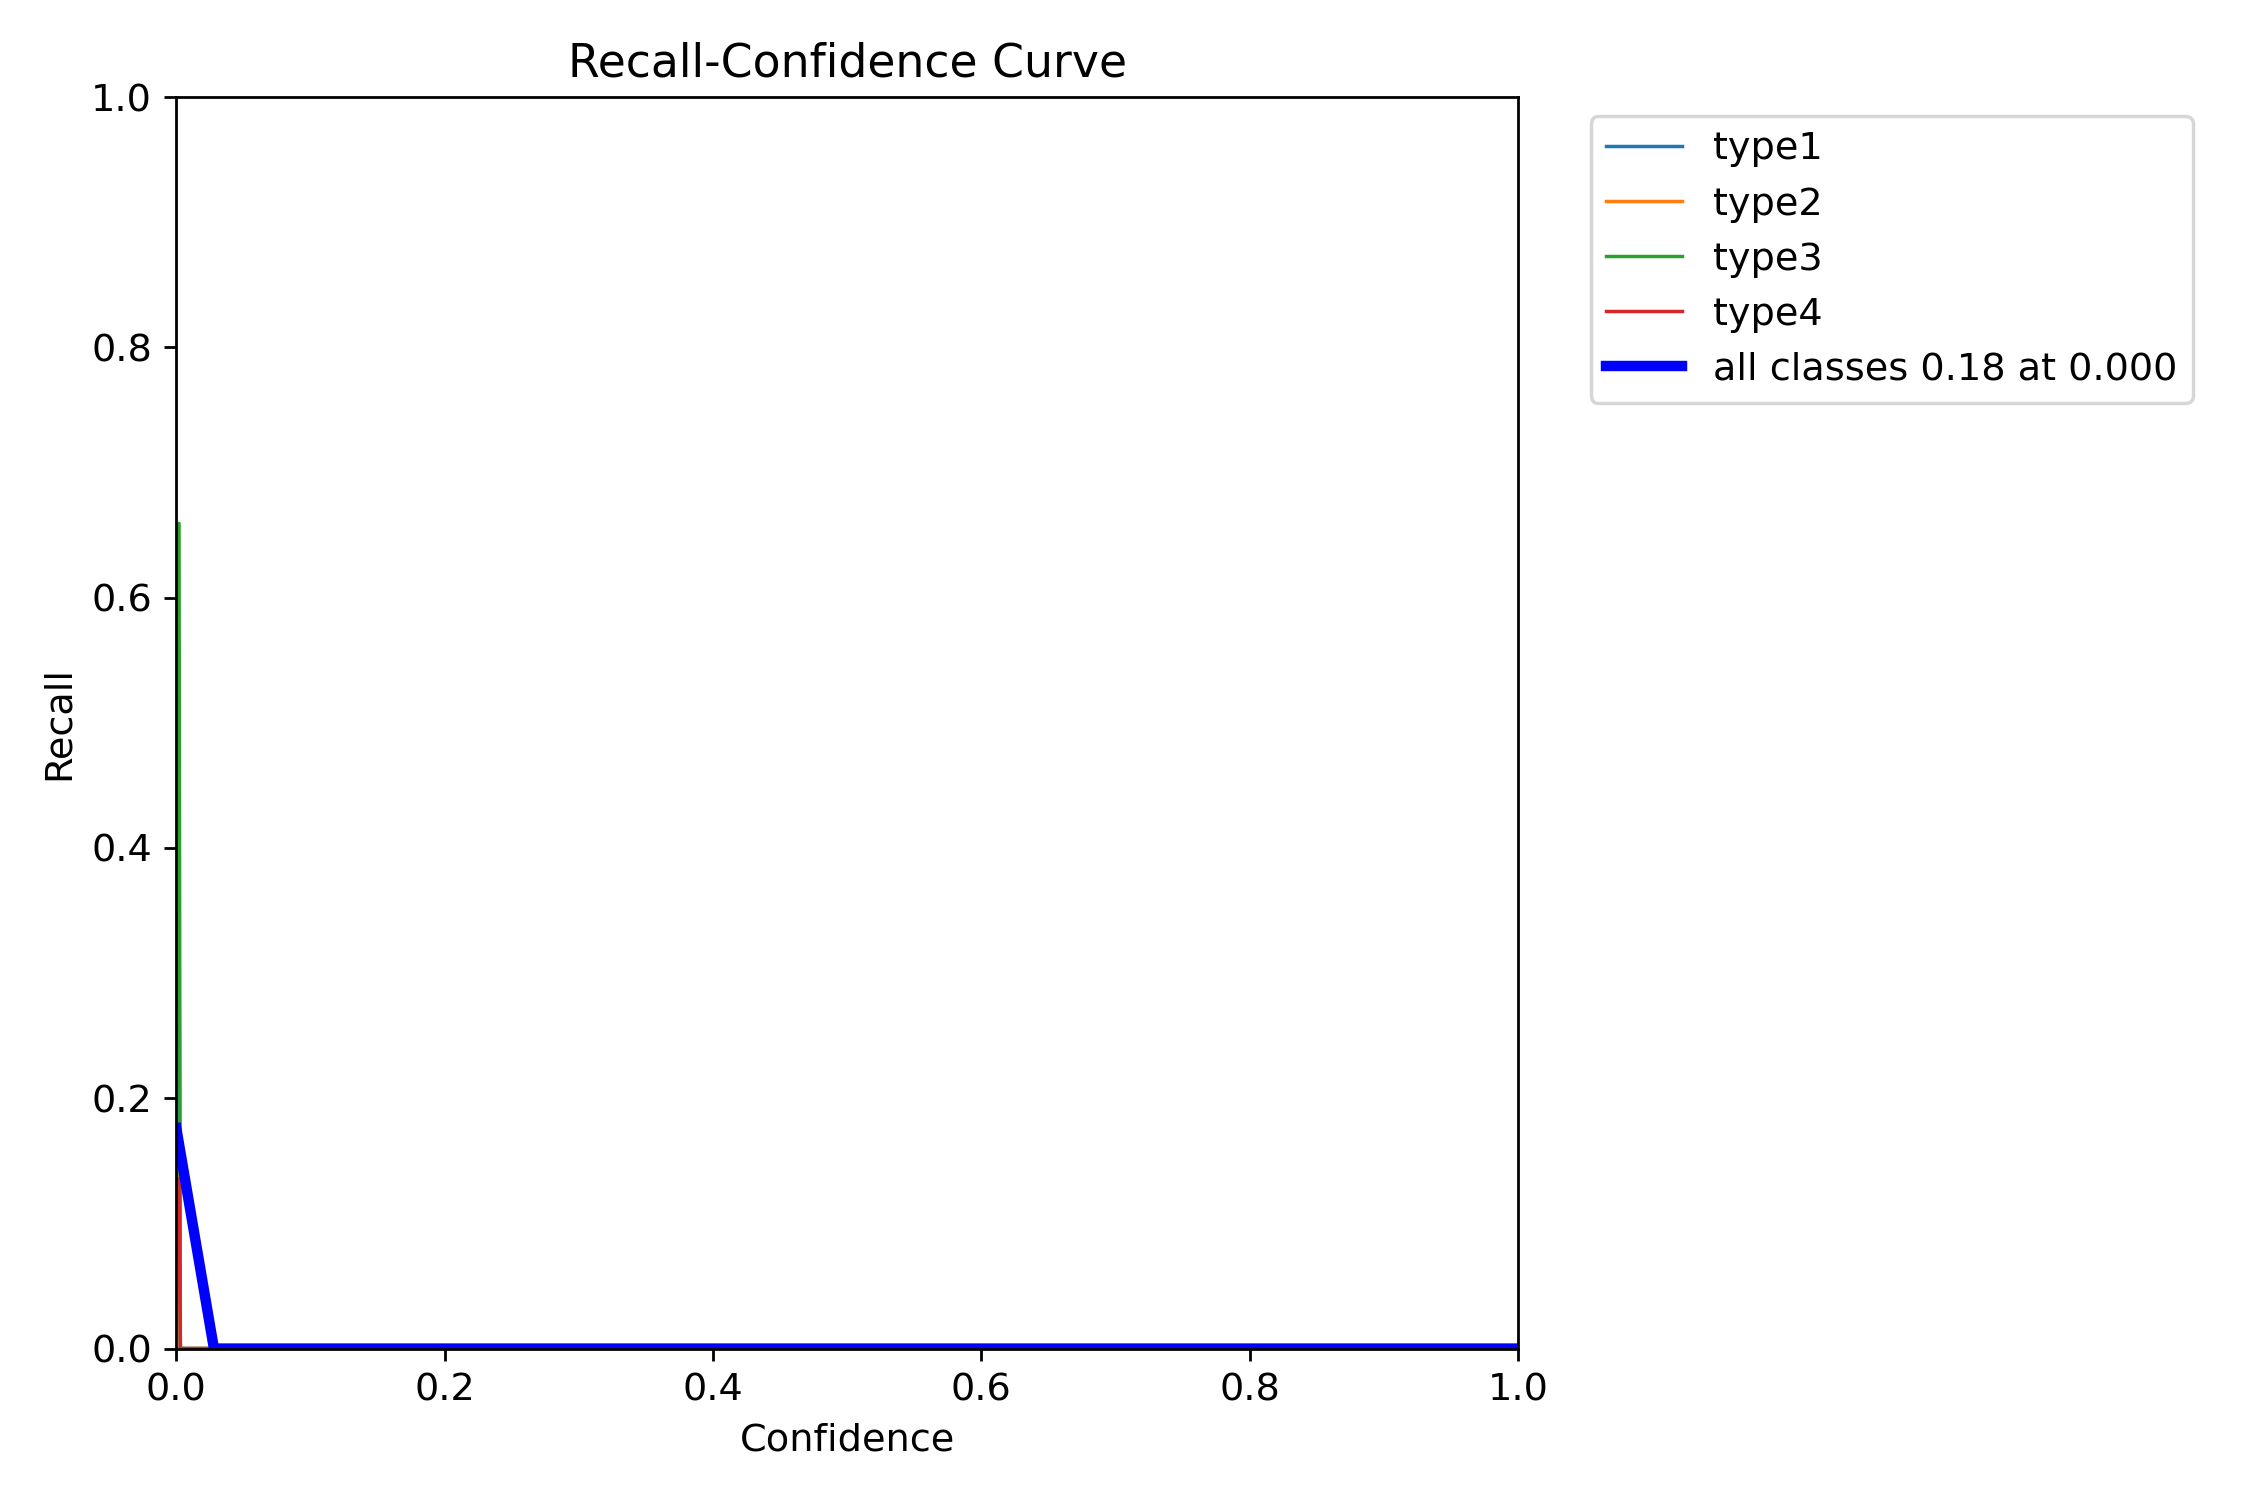 Recall-Confidence Curve
1.0
0.8
0.6
0.4
0.2
0.0
Recall
0.0 0.2 0.4 0.6 0.8 1.0
Confidence
type1
type2
type3
type4
all classes 0.18 at 0.000